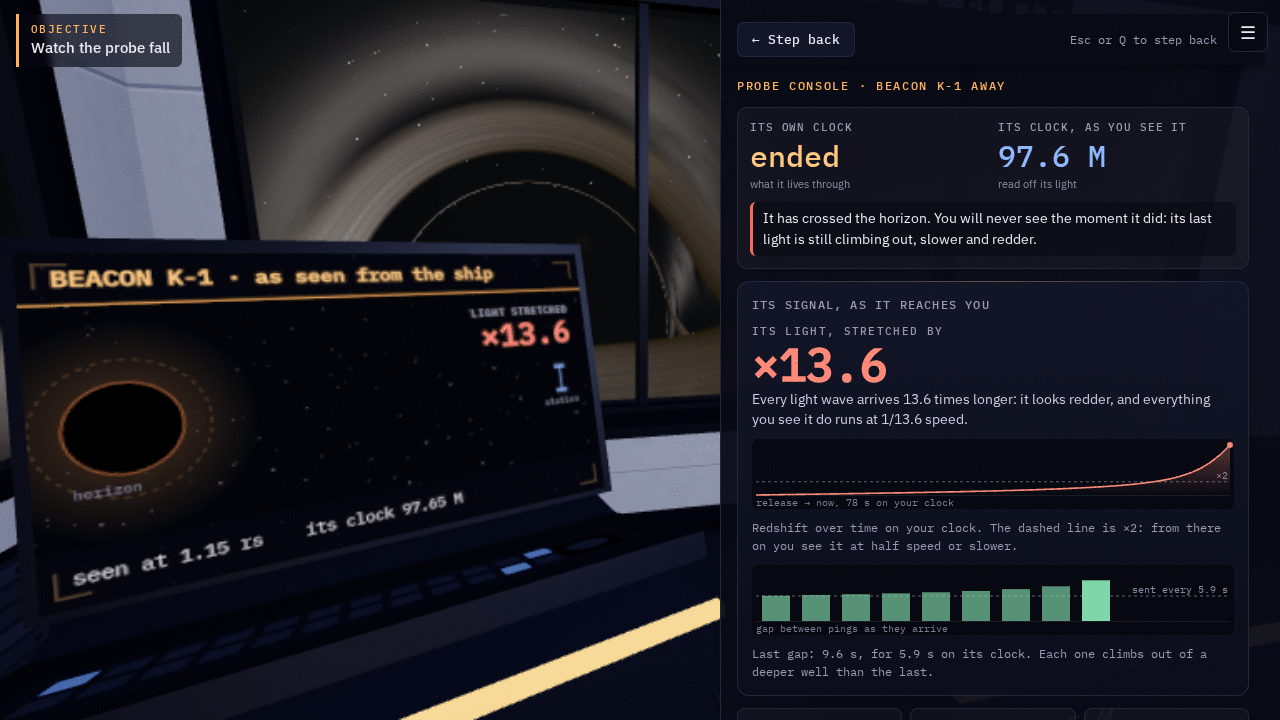 OBJECTIVE
Watch the probe fall
BEACON K-1 · as seen from the ship
LIGHT STRETCHED
×13.6
station
horizon
seen at 1.15 rs
its clock 97.65 M
← Step back
Esc or Q to step back
☰
PROBE CONSOLE · BEACON K-1 AWAY
ITS OWN CLOCK
ended
what it lives through
ITS CLOCK, AS YOU SEE IT
97.6 M
read off its light
It has crossed the horizon. You will never see the moment it did: its last
light is still climbing out, slower and redder.
ITS SIGNAL, AS IT REACHES YOU
ITS LIGHT, STRETCHED BY
×13.6
Every light wave arrives 13.6 times longer: it looks redder, and everything
you see it do runs at 1/13.6 speed.
×2
release → now, 78 s on your clock
Redshift over time on your clock. The dashed line is ×2: from there
on you see it at half speed or slower.
sent every 5.9 s
gap between pings as they arrive
Last gap: 9.6 s, for 5.9 s on its clock. Each one climbs out of a
deeper well than the last.